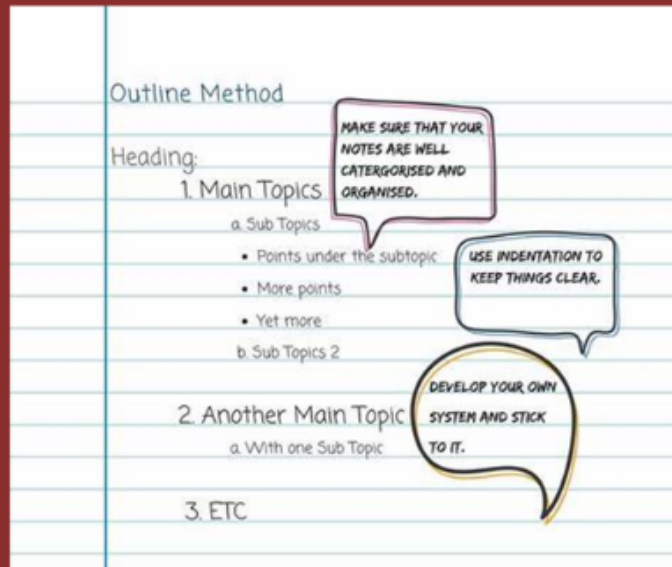 Outline Method
MAKE SURE THAT YOUR
NOTES ARE WELL
CATERGORISED AND
ORGANISED.
Heading:
1. Main Topics
a. Sub Topics
• Points under the subtopic
• More points
• Yet more
b. Sub Topics 2
USE INDENTATION TO
KEEP THINGS CLEAR.
2. Another Main Topic
a. With one Sub Topic
DEVELOP YOUR OWN
SYSTEM AND STICK
TO IT.
3. ETC